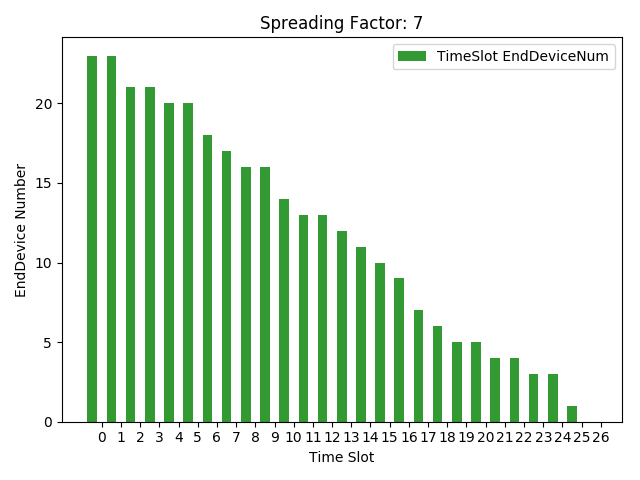 Spreading Factor: 7
TimeSlot EndDeviceNum
EndDevice Number
20
15
10
5
0
0 1 2 3 4 5 6 7 8 9 10 11 12 13 14 15 16 17 18 19 20 21 22 23 24 25 26
Time Slot